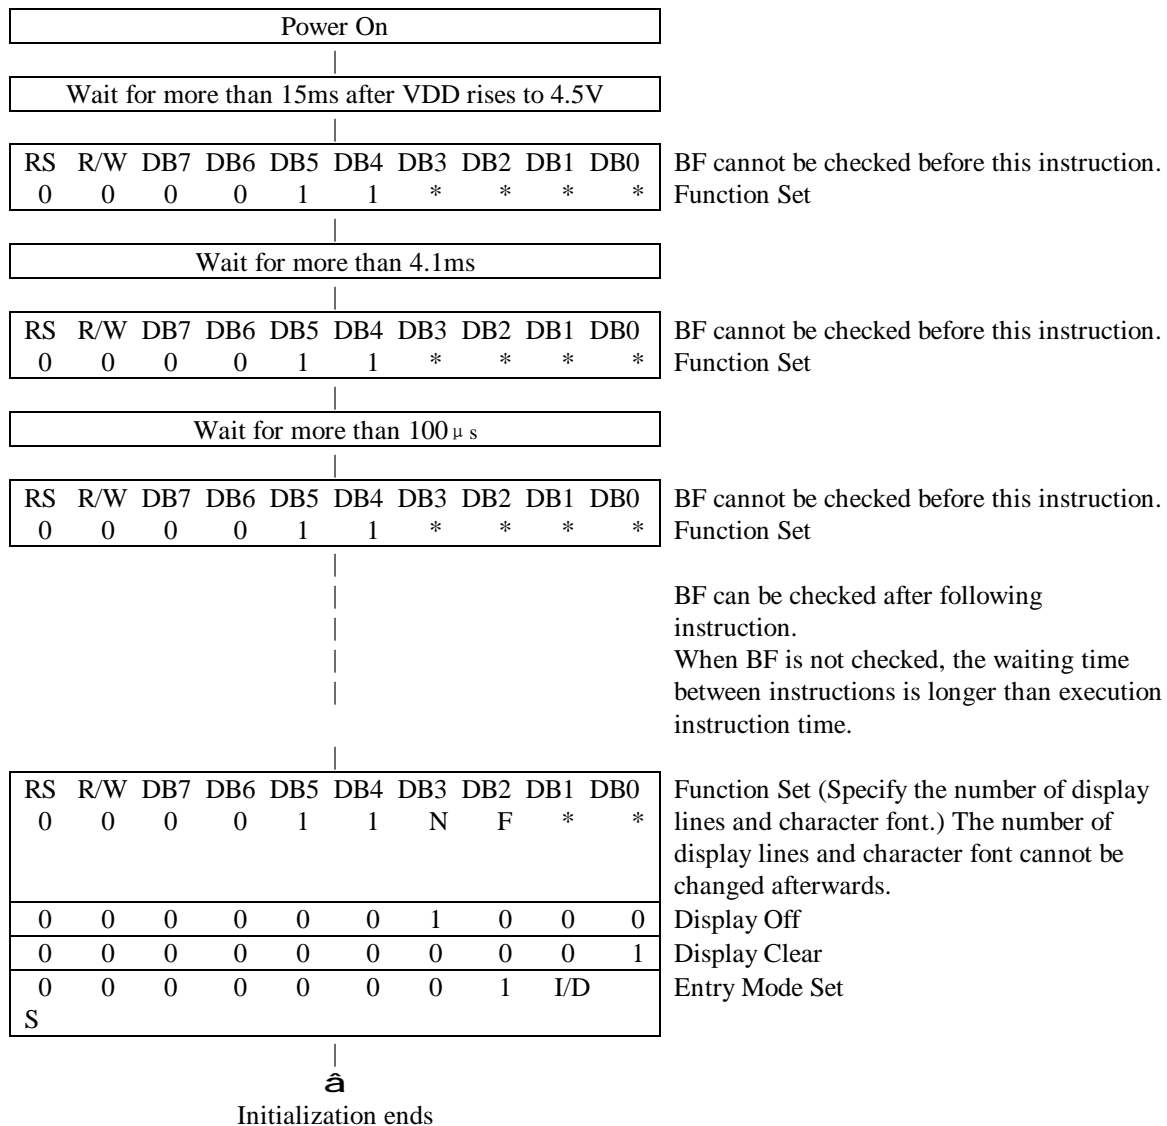 Power On
Wait for more than 15ms after VDD rises to 4.5V
RS R/W DB7 DB6 DB5 DB4 DB3 DB2 DB1 DB0 BF cannot be checked before this instruction.
0 0 0 0 1 1 * * * * Function Set
Wait for more than 4.1ms
RS R/W DB7 DB6 DB5 DB4 DB3 DB2 DB1 DB0 BF cannot be checked before this instruction.
0 0 0 0 1 1 * * * * Function Set
Wait for more than 100μs
RS R/W DB7 DB6 DB5 DB4 DB3 DB2 DB1 DB0 BF cannot be checked before this instruction.
0 0 0 0 1 1 * * * * Function Set
BF can be checked after following
instruction.
When BF is not checked, the waiting time
between instructions is longer than execution
instruction time.
RS R/W DB7 DB6 DB5 DB4 DB3 DB2 DB1 DB0 Function Set (Specify the number of display
0 0 0 0 1 1 N F * * lines and character font.) The number of
display lines and character font cannot be
changed afterwards.
0 0 0 0 0 0 1 0 0 0 Display Off
0 0 0 0 0 0 0 0 0 1 Display Clear
0 0 0 0 0 0 0 1 I/D Entry Mode Set
S
â
Initialization ends